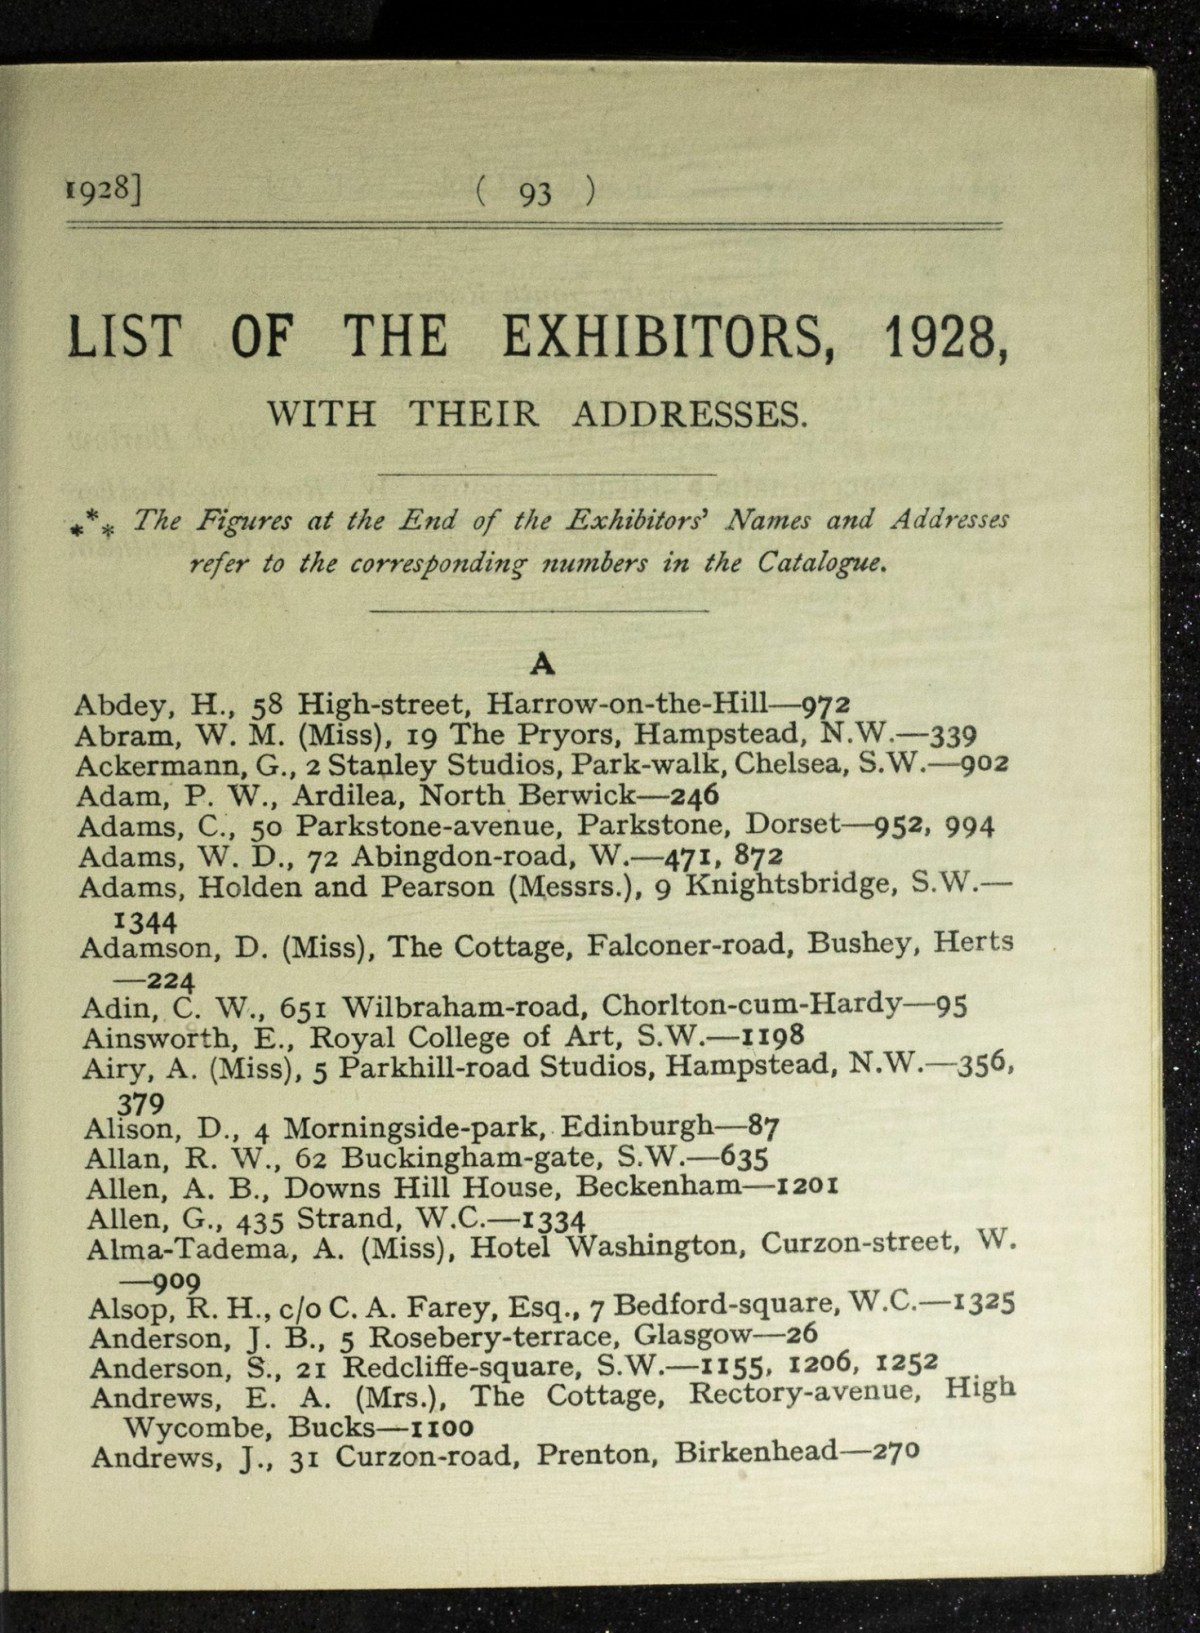 1928]
( 93 )
LIST OF THE EXHIBITORS, 1928,
WITH THEIR ADDRESSES.
*** The Figures at the End of the Exhibitors' Names and Addresses
refer to the corresponding numbers in the Catalogue.
A
Abdey, H., 58 High-street, Harrow-on-the-Hill—972
Abram, W. M. (Miss), 19 The Pryors, Hampstead, N.W.—339
Ackermann, G., 2 Stanley Studios, Park-walk, Chelsea, S.W.—902
Adam, P. W., Ardilea, North Berwick—246
Adams, C., 50 Parkstone-avenue, Parkstone, Dorset—952, 994
Adams, W. D., 72 Abingdon-road, W.—471, 872
Adams, Holden and Pearson (Messrs.), 9 Knightsbridge, S.W.—
1344
Adamson, D. (Miss), The Cottage, Falconer-road, Bushey, Herts
—224
Adin, C. W., 651 Wilbraham-road, Chorlton-cum-Hardy—95
Ainsworth, E., Royal College of Art, S.W.—1198
Airy, A. (Miss), 5 Parkhill-road Studios, Hampstead, N.W.—356,
379
Alison, D., 4 Morningside-park, Edinburgh—87
Allan, R. W., 62 Buckingham-gate, S.W.—635
Allen, A. B., Downs Hill House, Beckenham—1201
Allen, G., 435 Strand, W.C.—1334
Alma-Tadema, A. (Miss), Hotel Washington, Curzon-street, W.
—909
Alsop, R. H., c/o C. A. Farey, Esq., 7 Bedford-square, W.C.—1325
Anderson, J. B., 5 Rosebery-terrace, Glasgow—26
Anderson, S., 21 Redcliffe-square, S.W.—1155, 1206, 1252
Andrews, E. A. (Mrs.), The Cottage, Rectory-avenue, High
Wycombe, Bucks—1100
Andrews, J., 31 Curzon-road, Prenton, Birkenhead—270